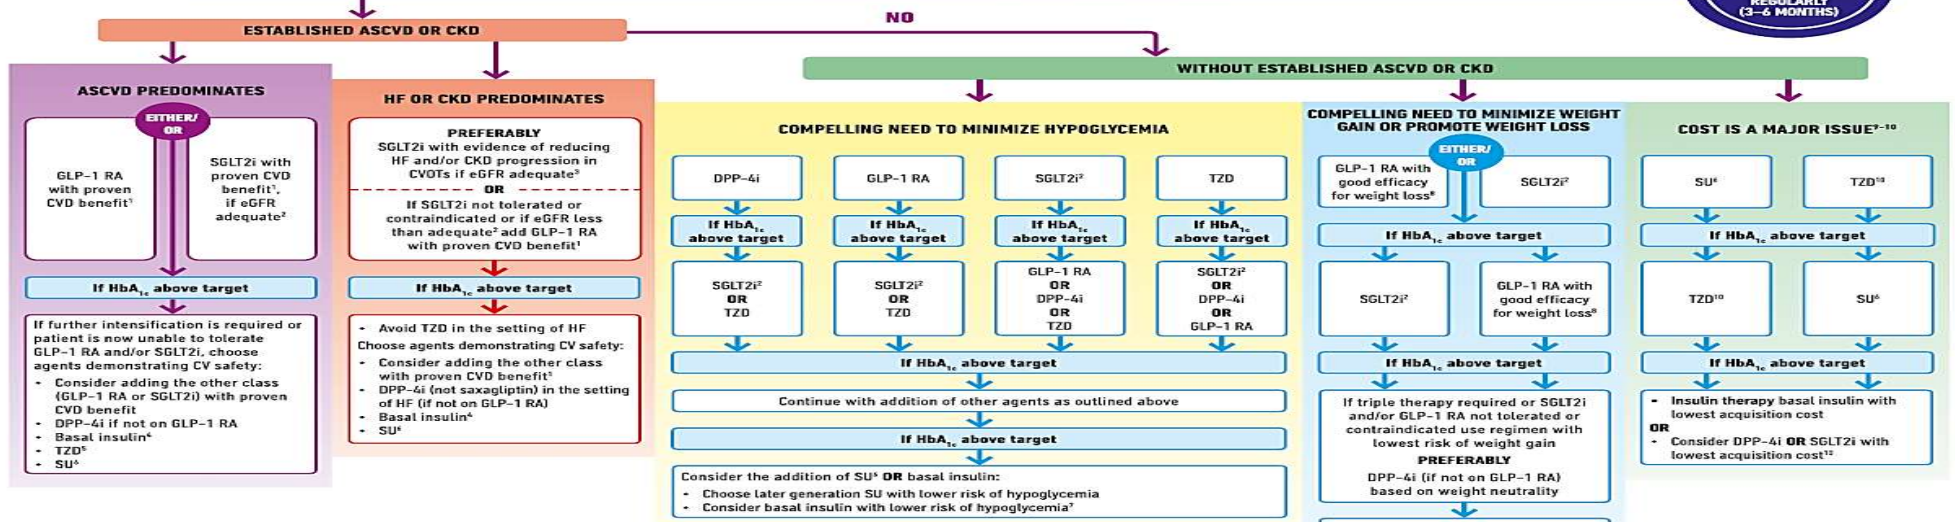 REGULARLY
(3–6 MONTHS)
NO
ESTABLISHED ASCVD OR CKD
WITHOUT ESTABLISHED ASCVD OR CKD
ASCVD PREDOMINATES
EITHER/
OR
GLP-1 RA
with proven
CVD benefit¹
SGLT2i with
proven CVD
benefit¹,
if eGFR
adequate²
If HbA₁c above target
If further intensification is required or
patient is now unable to tolerate
GLP-1 RA and/or SGLT2i, choose
agents demonstrating CV safety:
• Consider adding the other class
(GLP-1 RA or SGLT2i) with proven
CVD benefit
• DPP-4i if not on GLP-1 RA
• Basal insulin⁴
• TZD⁵
• SU⁶
HF OR CKD PREDOMINATES
PREFERABLY
SGLT2i with evidence of reducing
HF and/or CKD progression in
CVOTs if eGFR adequate³
OR
If SGLT2i not tolerated or
contraindicated or if eGFR less
than adequate² add GLP-1 RA
with proven CVD benefit¹
If HbA₁c above target
• Avoid TZD in the setting of HF
Choose agents demonstrating CV safety:
• Consider adding the other class
with proven CVD benefit¹
• DPP-4i (not saxagliptin) in the setting
of HF (if not on GLP-1 RA)
• Basal insulin⁴
• SU⁶
COMPELLING NEED TO MINIMIZE HYPOGLYCEMIA
DPP-4i
If HbA₁c
above target
SGLT2i²
OR
TZD
GLP-1 RA
If HbA₁c
above target
SGLT2i²
OR
TZD
SGLT2i²
If HbA₁c
above target
GLP-1 RA
OR
DPP-4i
OR
TZD
TZD
If HbA₁c
above target
SGLT2i²
OR
DPP-4i
OR
GLP-1 RA
If HbA₁c above target
Continue with addition of other agents as outlined above
If HbA₁c above target
Consider the addition of SU⁶ OR basal insulin:
• Choose later generation SU with lower risk of hypoglycemia
• Consider basal insulin with lower risk of hypoglycemia⁷
COMPELLING NEED TO MINIMIZE WEIGHT
GAIN OR PROMOTE WEIGHT LOSS
EITHER/
OR
GLP-1 RA with
good efficacy
for weight loss⁸
SGLT2i²
If HbA₁c above target
SGLT2i²
GLP-1 RA with
good efficacy
for weight loss⁸
If HbA₁c above target
If triple therapy required or SGLT2i
and/or GLP-1 RA not tolerated or
contraindicated use regimen with
lowest risk of weight gain
PREFERABLY
DPP-4i (if not on GLP-1 RA)
based on weight neutrality
COST IS A MAJOR ISSUE⁹⁻¹⁰
SU⁶
TZD¹⁰
If HbA₁c above target
TZD¹⁰
SU⁶
If HbA₁c above target
• Insulin therapy basal insulin with
lowest acquisition cost
OR
• Consider DPP-4i OR SGLT2i with
lowest acquisition cost¹⁰